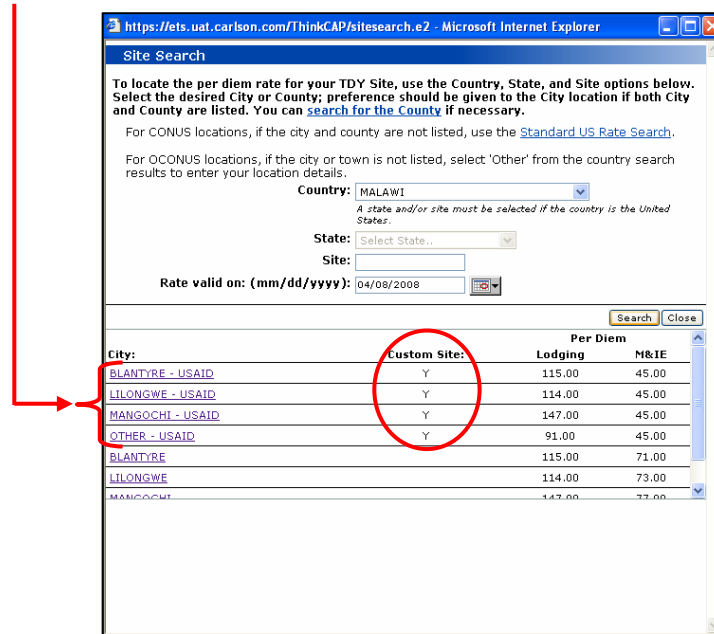 https://ets.uat.carlson.com/ThinkCAP/sitesearch.e2 - Microsoft Internet Explorer
Site Search
To locate the per diem rate for your TDY Site, use the Country, State, and Site options below.
Select the desired City or County; preference should be given to the City location if both City
and County are listed. You can search for the County if necessary.
For CONUS locations, if the city and county are not listed, use the Standard US Rate Search.
For OCONUS locations, if the city or town is not listed, select 'Other' from the country search
results to enter your location details.
Country: MALAWI
A state and/or site must be selected if the country is the United
States.
State: Select State..
Site:
Rate valid on: (mm/dd/yyyy): 04/08/2008
Search Close
Per Diem
City: Custom Site: Lodging M&IE
BLANTYRE - USAID Y 115.00 45.00
LILONGWE - USAID Y 114.00 45.00
MANGOCHI - USAID Y 147.00 45.00
OTHER - USAID Y 91.00 45.00
BLANTYRE 115.00 71.00
LILONGWE 114.00 73.00
MANGOCHI 147.00 77.00